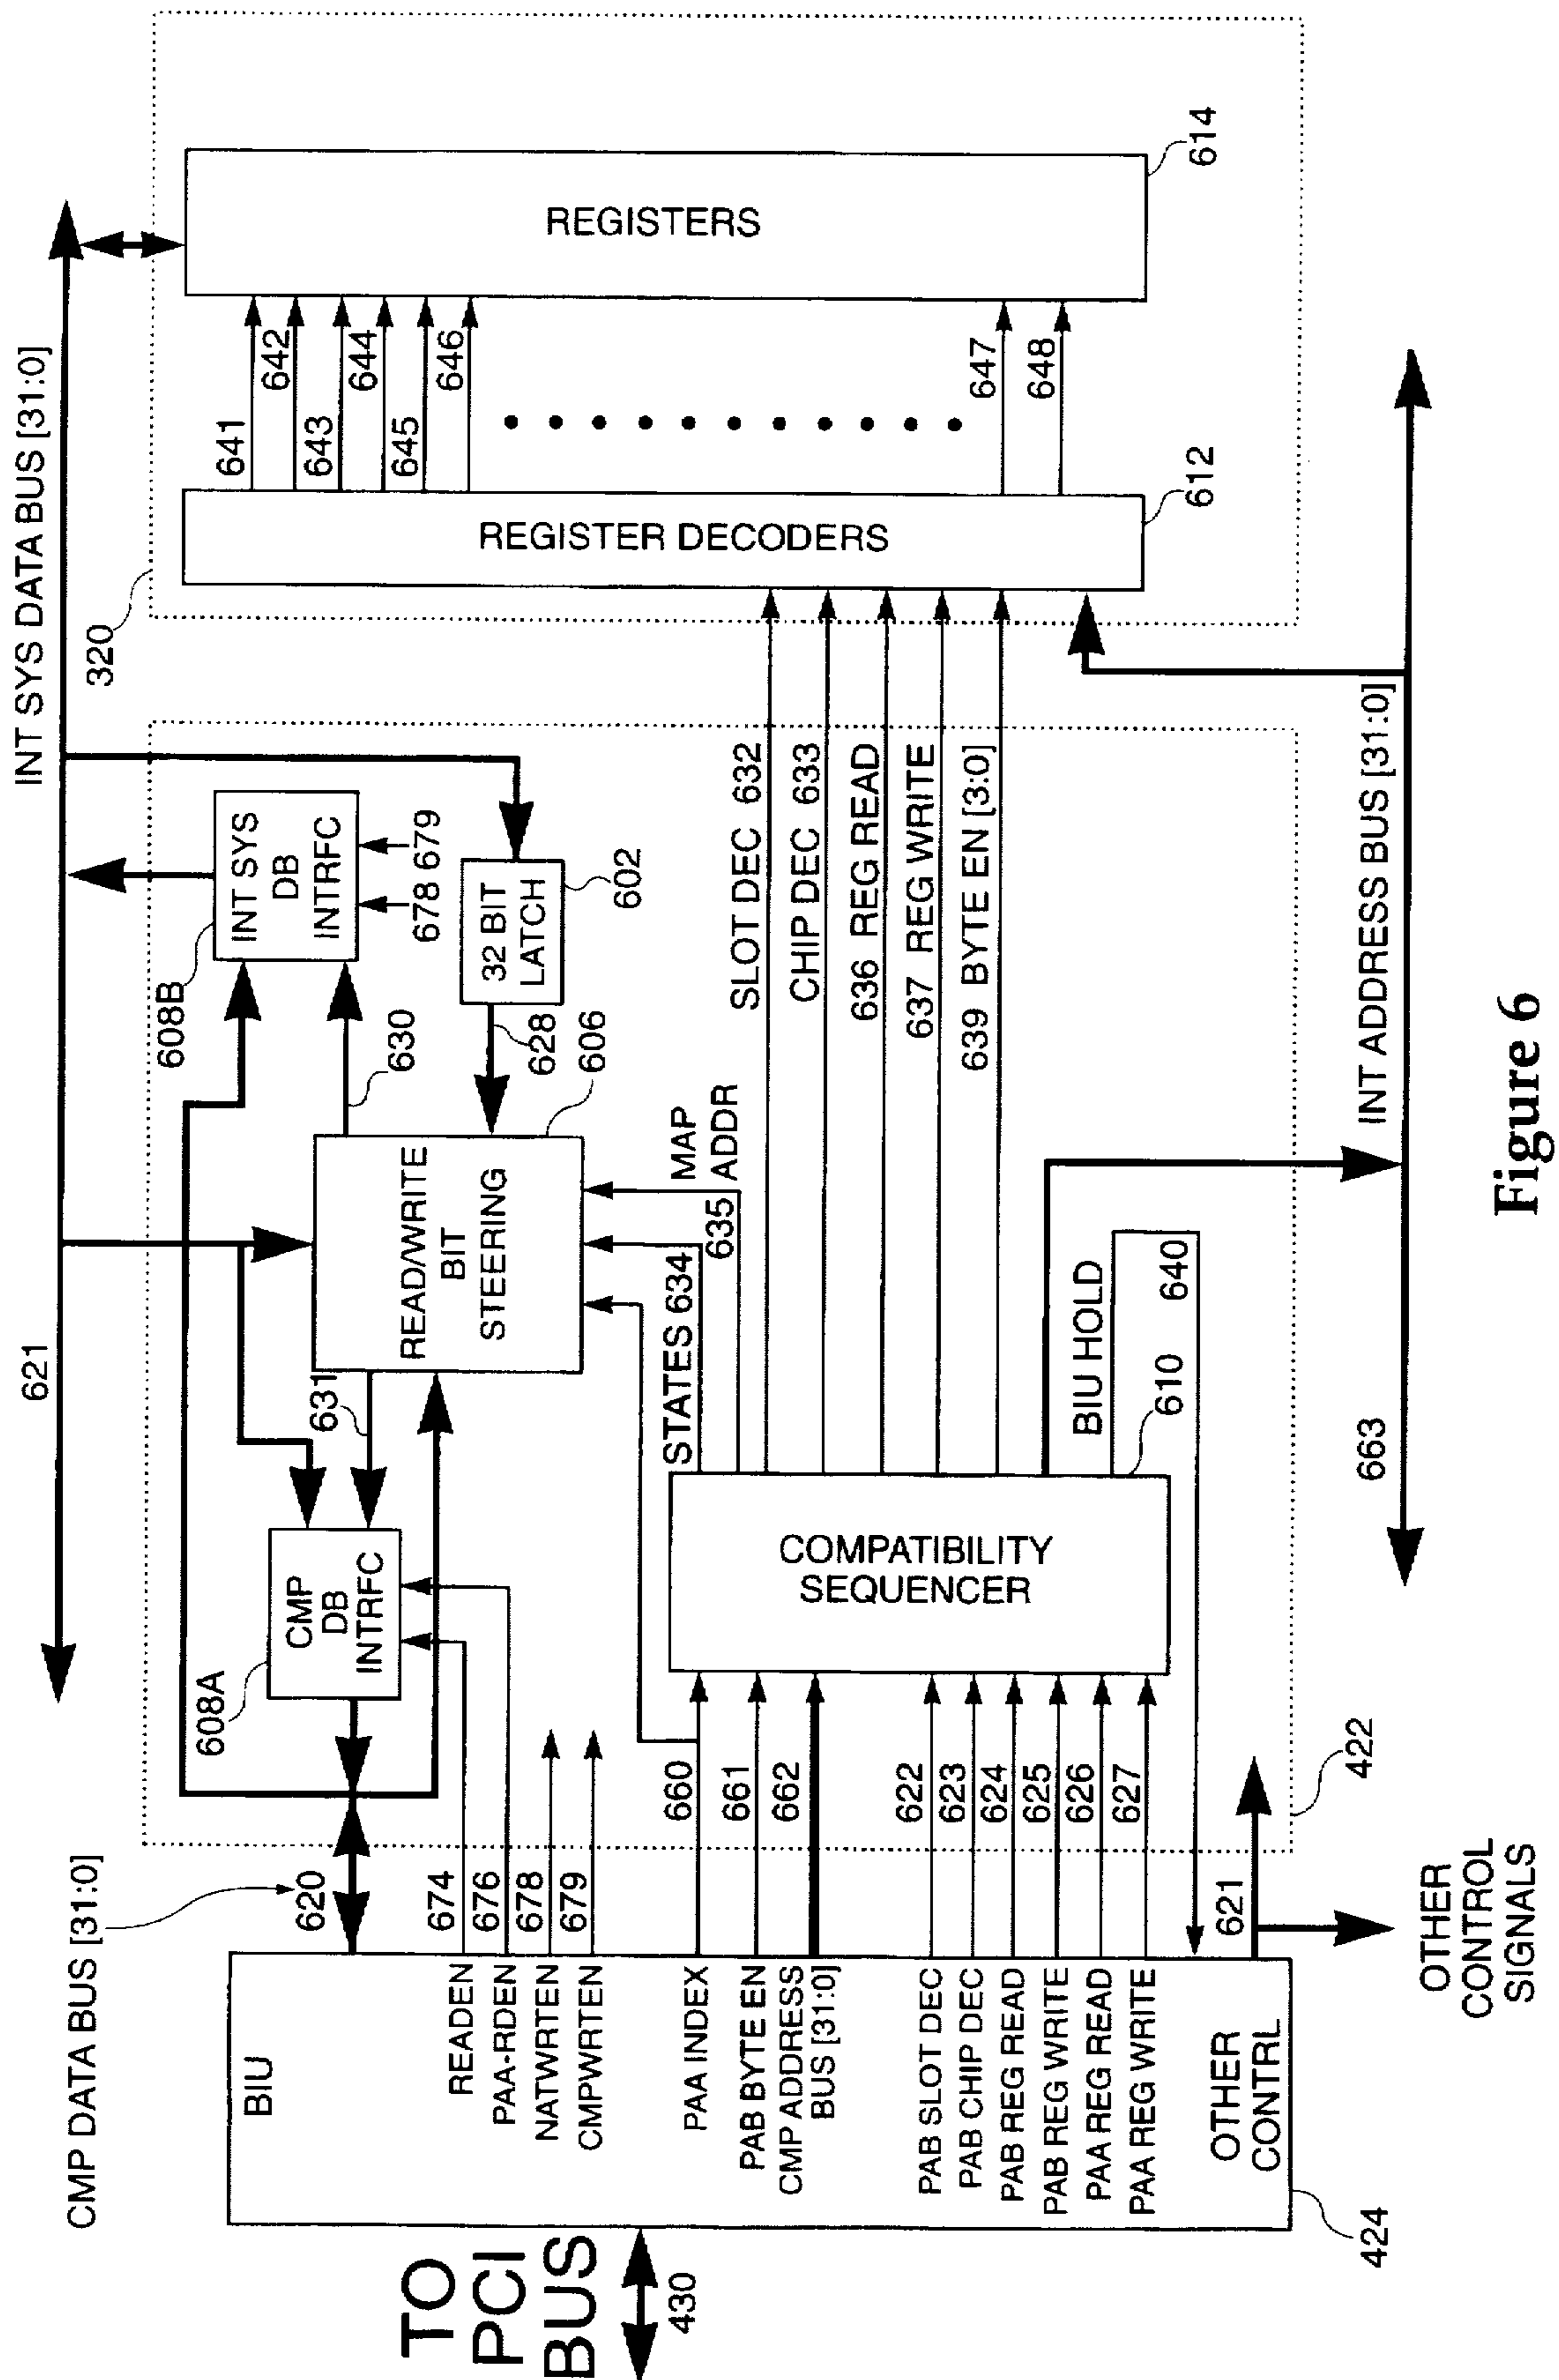 INT SYS DATA BUS [31:0]
621
CMP DATA BUS [31:0]
620
608A
CMP
DB
INTRFC
631
READ/WRITE
BIT
STEERING
606
608B
630
INT SYS
DB
INTRFC
678 679
628
32 BIT
LATCH
602
320
TO
PCI
BUS
430
BIU
READEN
PAA-RDEN
NATWRTEN
CMPWRTEN
PAA INDEX
PAB BYTE EN
CMP ADDRESS
BUS [31:0]
PAB SLOT DEC
PAB CHIP DEC
PAB REG READ
PAB REG WRITE
PAA REG READ
PAA REG WRITE
OTHER
CONTRL
424
674
676
678
679
660
661
662
622
623
624
625
626
627
621
OTHER
CONTROL
SIGNALS
422
COMPATIBILITY
SEQUENCER
610
STATES 634
635
MAP
ADDR
SLOT DEC 632
CHIP DEC 633
636 REG READ
637 REG WRITE
639 BYTE EN [3:0]
BIU HOLD
640
REGISTER DECODERS
612
641
642
643
644
645
646
647
648
REGISTERS
614
663
INT ADDRESS BUS [31:0]
Figure 6